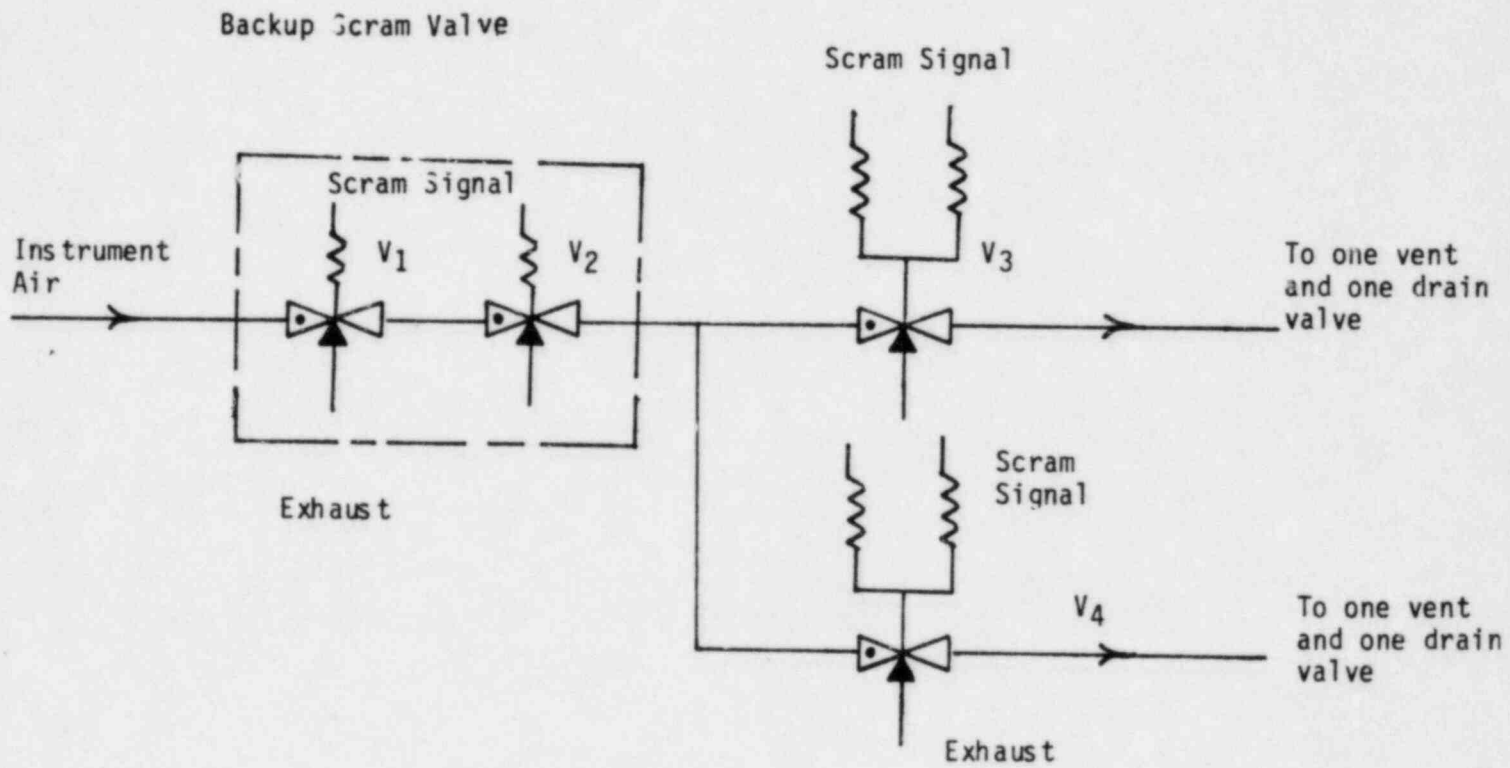 Backup Scram Valve
Scram Signal
Scram Signal
V1
V2
V3
Instrument
Air
To one vent
and one drain
valve
Exhaust
Scram
Signal
V4
To one vent
and one drain
valve
Exhaust